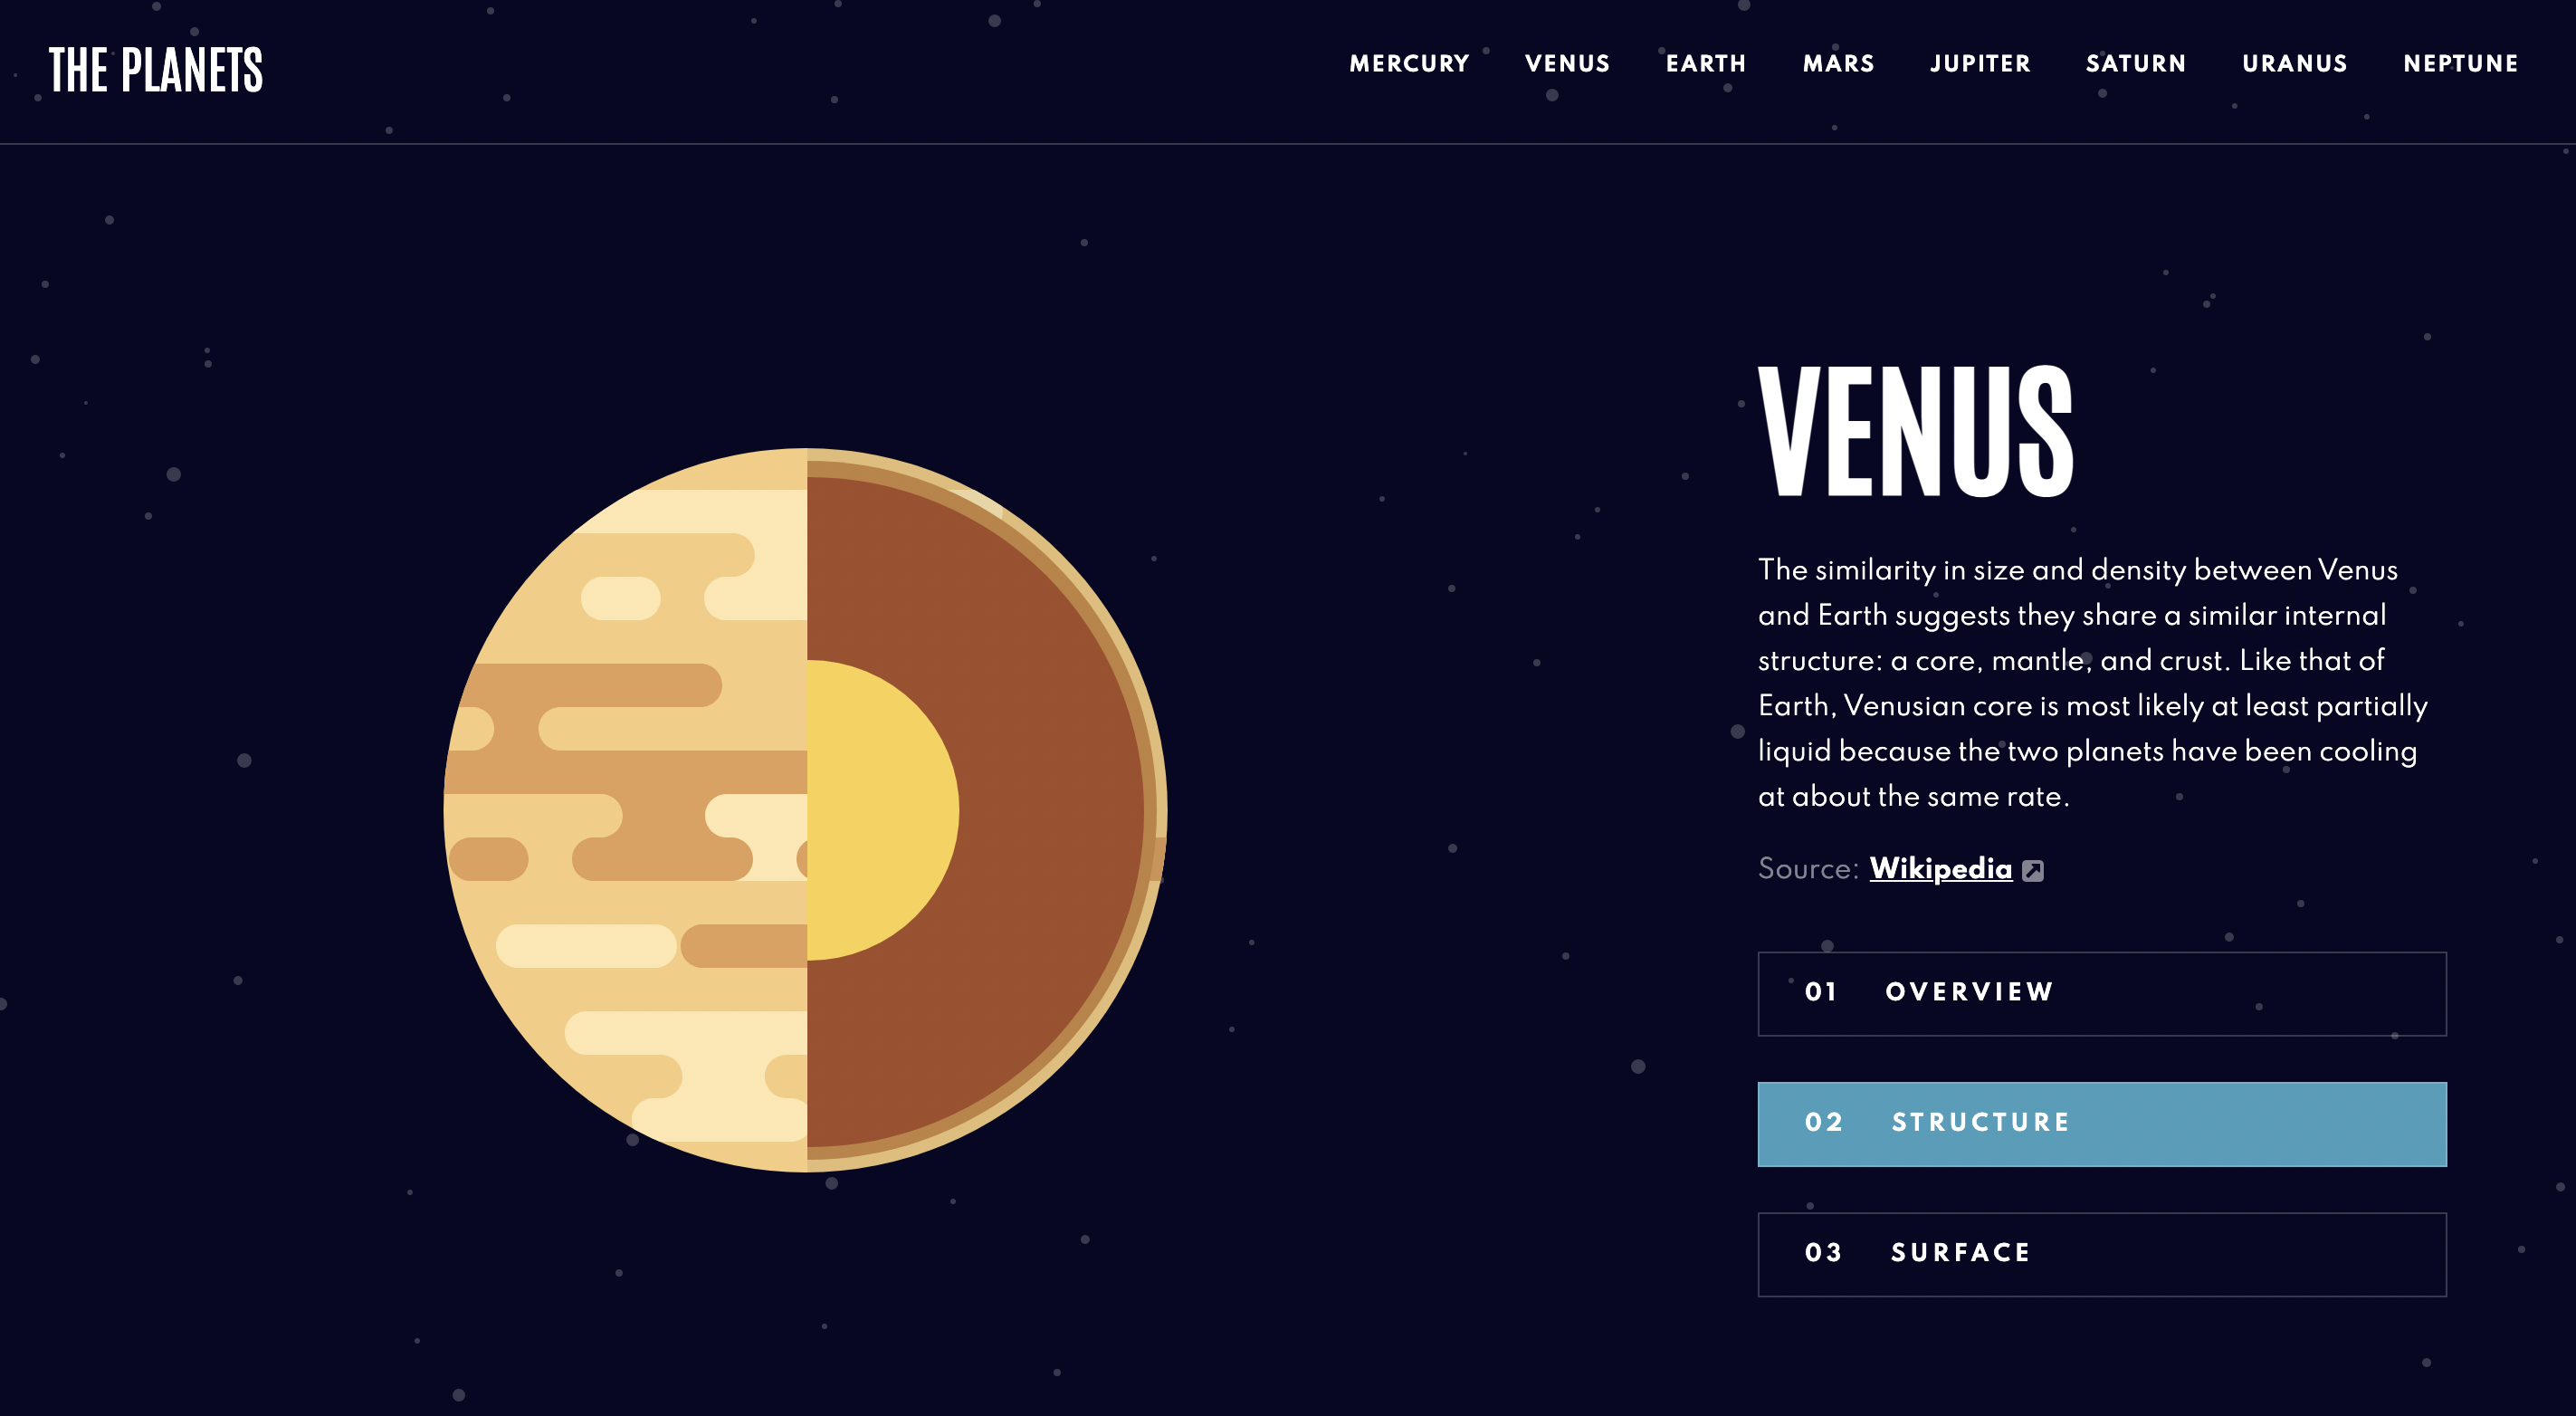 THE PLANETS
MERCURY VENUS EARTH MARS JUPITER SATURN URANUS NEPTUNE
VENUS
The similarity in size and density between Venus
and Earth suggests they share a similar internal
structure: a core, mantle, and crust. Like that of
Earth, Venusian core is most likely at least partially
liquid because the two planets have been cooling
at about the same rate.
Source: Wikipedia
01 OVERVIEW
02 STRUCTURE
03 SURFACE